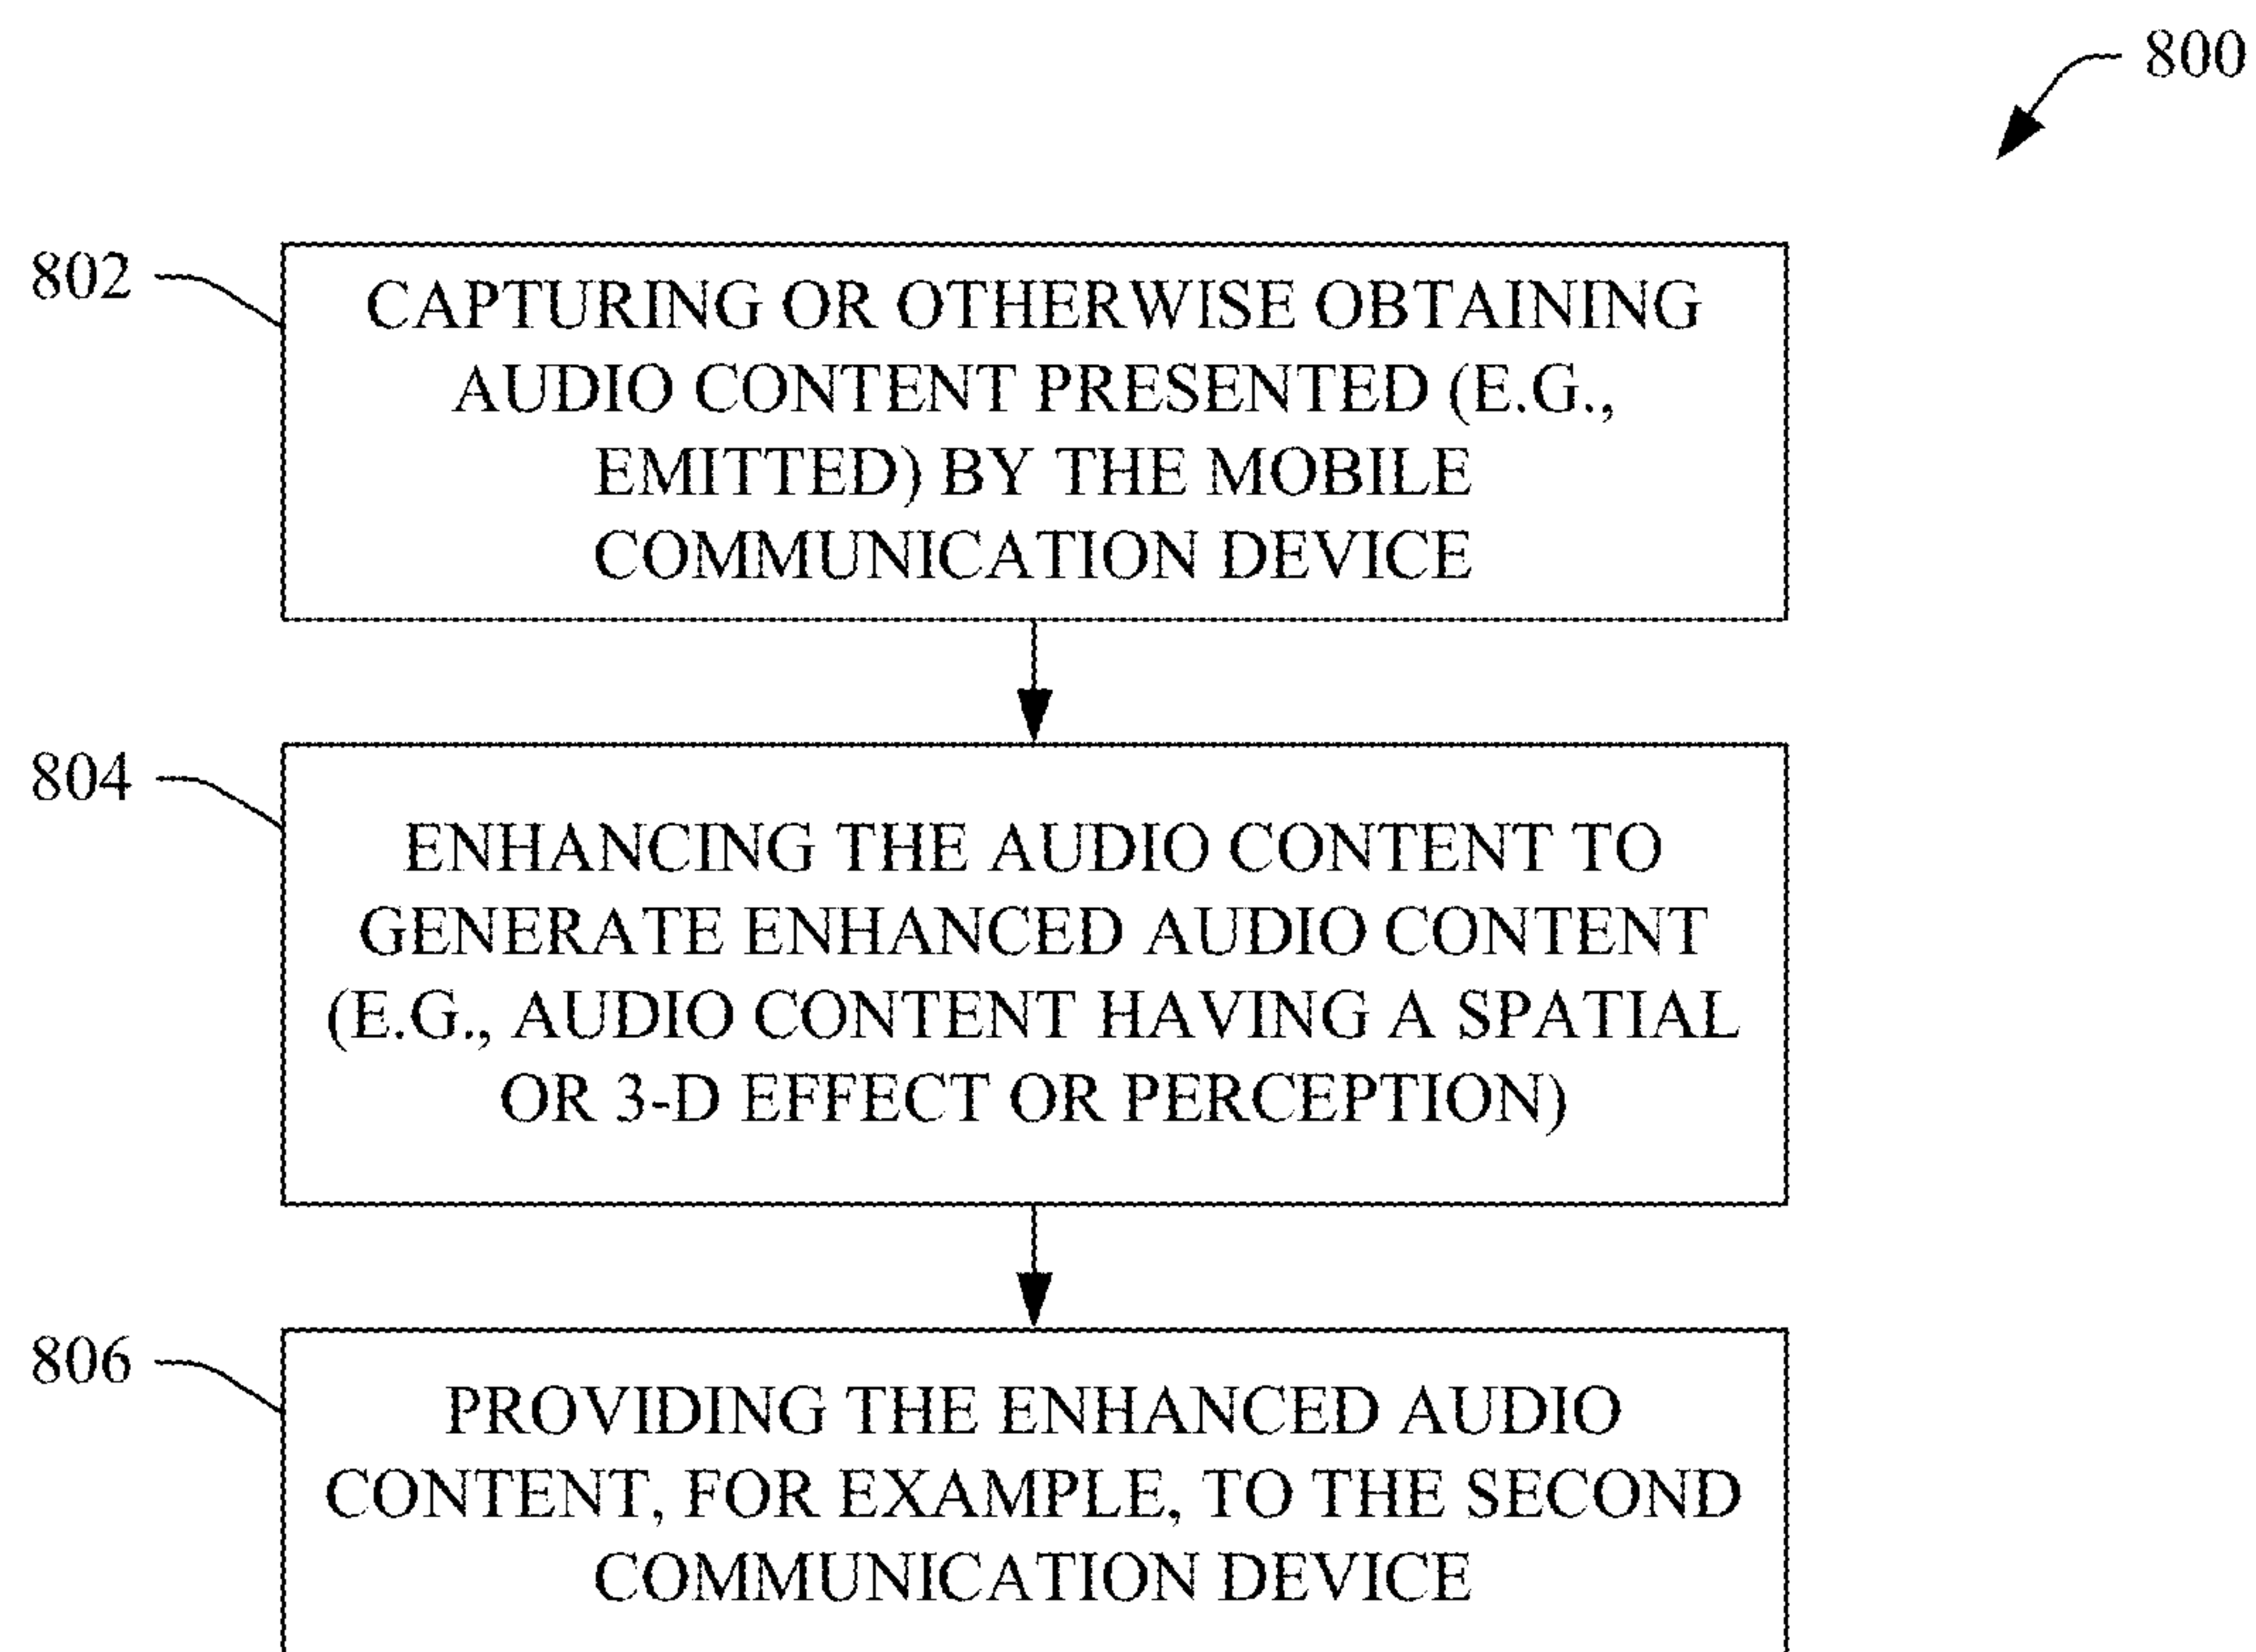 800
802
CAPTURING OR OTHERWISE OBTAINING
AUDIO CONTENT PRESENTED (E.G.,
EMITTED) BY THE MOBILE
COMMUNICATION DEVICE
804
ENHANCING THE AUDIO CONTENT TO
GENERATE ENHANCED AUDIO CONTENT
(E.G., AUDIO CONTENT HAVING A SPATIAL
OR 3-D EFFECT OR PERCEPTION)
806
PROVIDING THE ENHANCED AUDIO
CONTENT, FOR EXAMPLE, TO THE SECOND
COMMUNICATION DEVICE